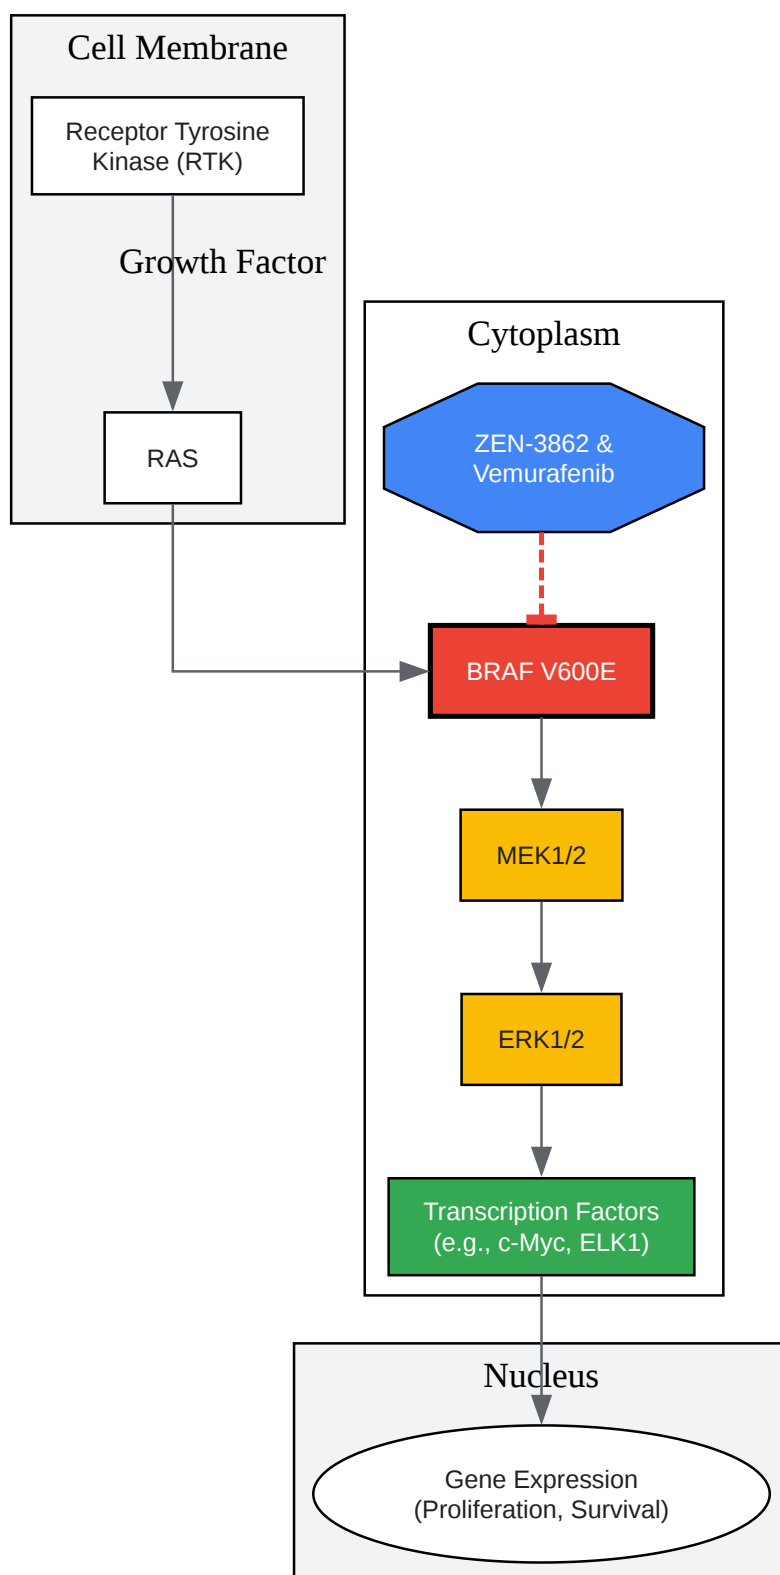 Cell Membrane
Receptor Tyrosine
Kinase (RTK)
Growth Factor
RAS
Cytoplasm
ZEN-3862 &
Vemurafenib
BRAF V600E
MEK1/2
ERK1/2
Transcription Factors
(e.g., c-Myc, ELK1)
Nucleus
Gene Expression
(Proliferation, Survival)